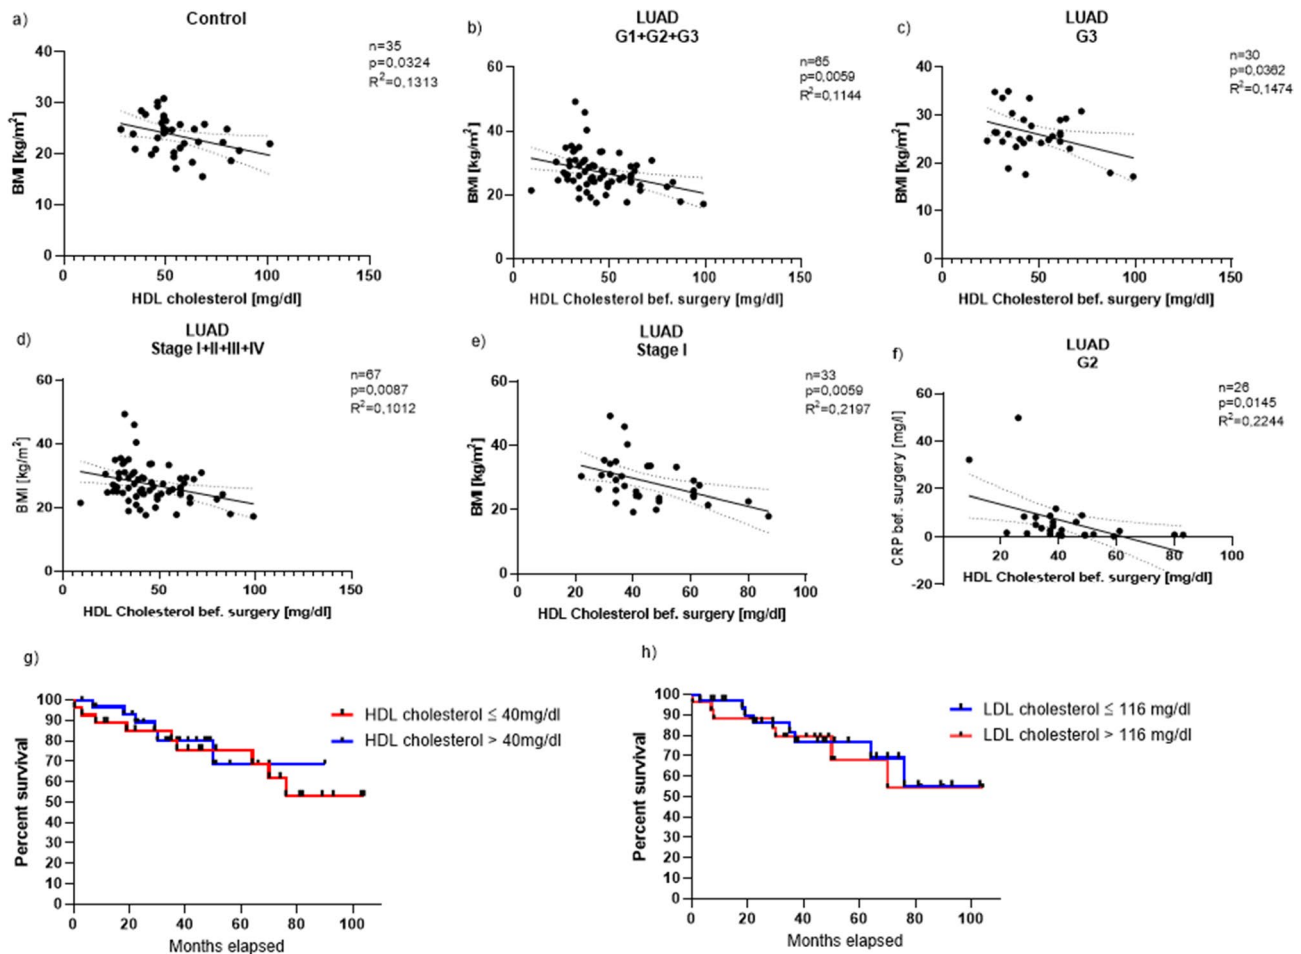 a)
Control
n=35
p=0,0324
R²=0,1313
40
30
20
10
0
BMI [kg/m²]
0 50 100 150
HDL cholesterol [mg/dl]
b)
LUAD
G1+G2+G3
n=65
p=0,0059
R²=0,1144
60
40
20
0
BMI [kg/m²]
0 50 100 150
HDL Cholesterol bef. surgery [mg/dl]
c)
LUAD
G3
n=30
p=0,0362
R²=0,1474
40
30
20
10
0
BMI [kg/m²]
0 50 100 150
HDL Cholesterol bef. surgery [mg/dl]
d)
LUAD
Stage I+II+III+IV
n=67
p=0,0087
R²=0,1012
60
40
20
0
BMI [kg/m²]
0 50 100 150
HDL Cholesterol bef. surgery [mg/dl]
e)
LUAD
Stage I
n=33
p=0,0059
R²=0,2197
60
40
20
0
BMI [kg/m²]
0 20 40 60 80 100
HDL Cholesterol bef. surgery [mg/dl]
f)
LUAD
G2
n=26
p=0,0145
R²=0,2244
60
40
20
0
-20
CRP bef. surgery [mg/l]
20 40 60 80 100
HDL Cholesterol bef. surgery [mg/dl]
g)
100
90
80
70
60
50
40
30
20
10
0
Percent survival
0 20 40 60 80 100
Months elapsed
HDL cholesterol ≤ 40mg/dl
HDL cholesterol > 40mg/dl
h)
100
90
80
70
60
50
40
30
20
10
0
Percent survival
0 20 40 60 80 100
Months elapsed
LDL cholesterol ≤ 116 mg/dl
LDL cholesterol > 116 mg/dl